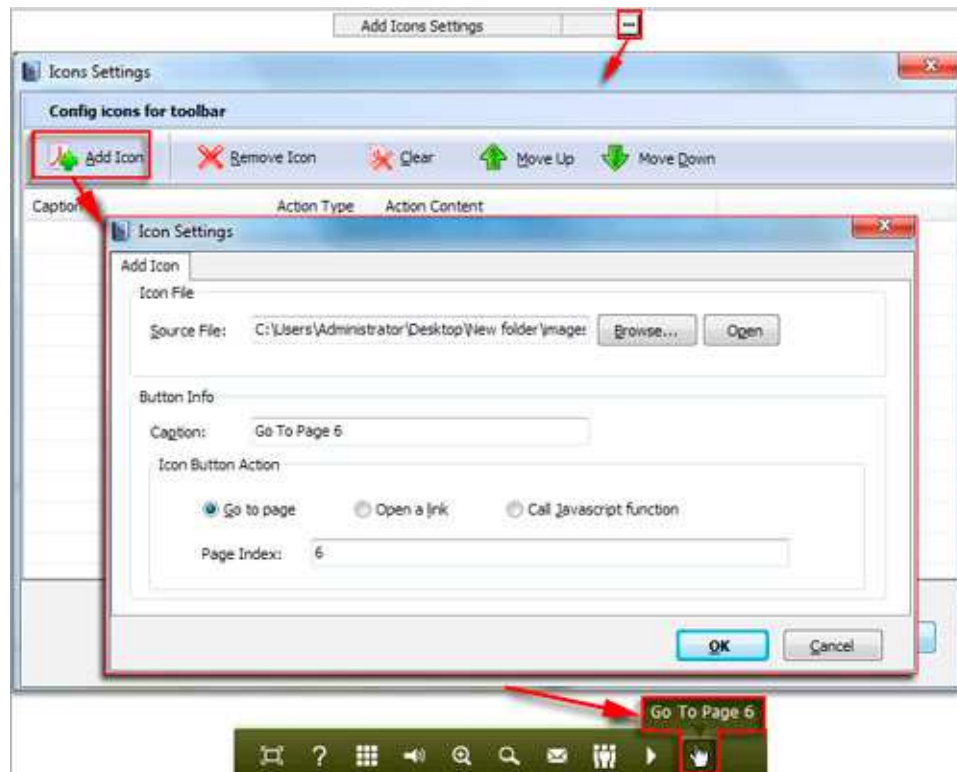 Add Icons Settings
Icons Settings
Config icons for toolbar
Add Icon Remove Icon Clear Move Up Move Down
Caption Action Type Action Content
Icon Settings
Add Icon
Icon File
Source File: C:\Users\Administrator\Desktop\New folder\images Browse... Open
Button Info
Caption: Go To Page 6
Icon Button Action
Go to page Open a link Call Javascript function
Page Index: 6
OK Cancel
Go To Page 6
?